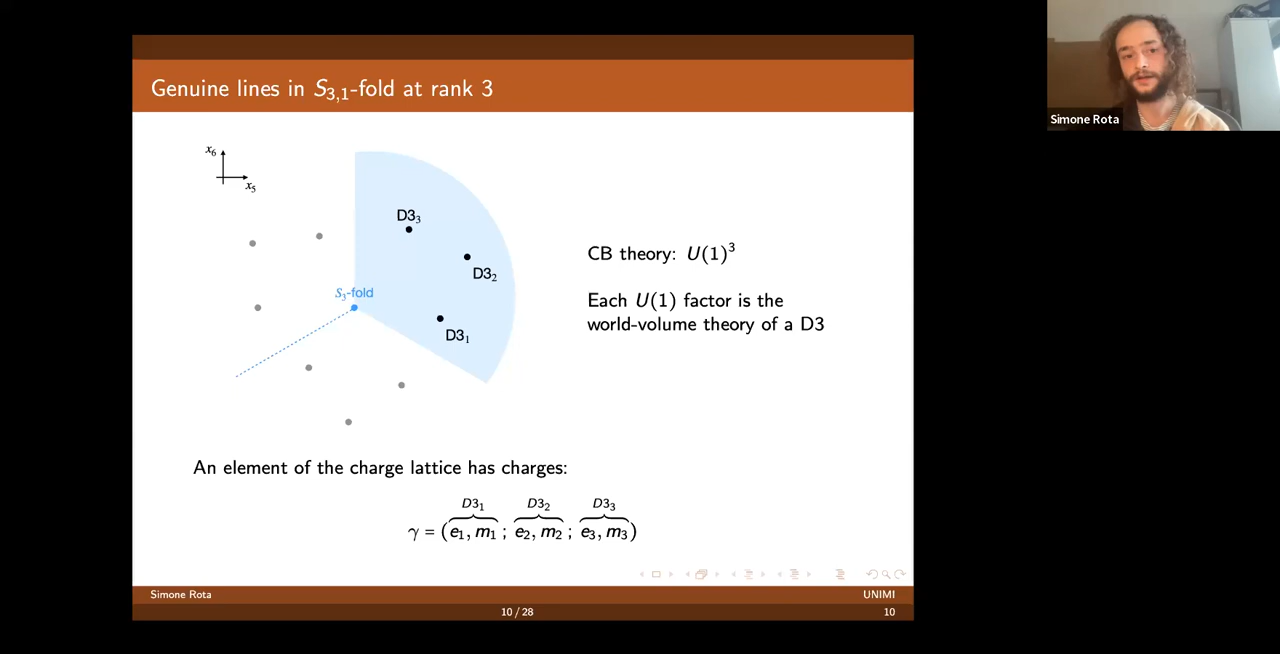 Genuine lines in S₃,₁-fold at rank 3
x₆
x₅
D3₃
D3₂
S₃-fold
D3₁
CB theory: U(1)³
Each U(1) factor is the
world-volume theory of a D3
An element of the charge lattice has charges:
D3₁ D3₂ D3₃
γ = (e₁, m₁ ; e₂, m₂ ; e₃, m₃)
Simone Rota UNIMI
10 / 28 10
Simone Rota